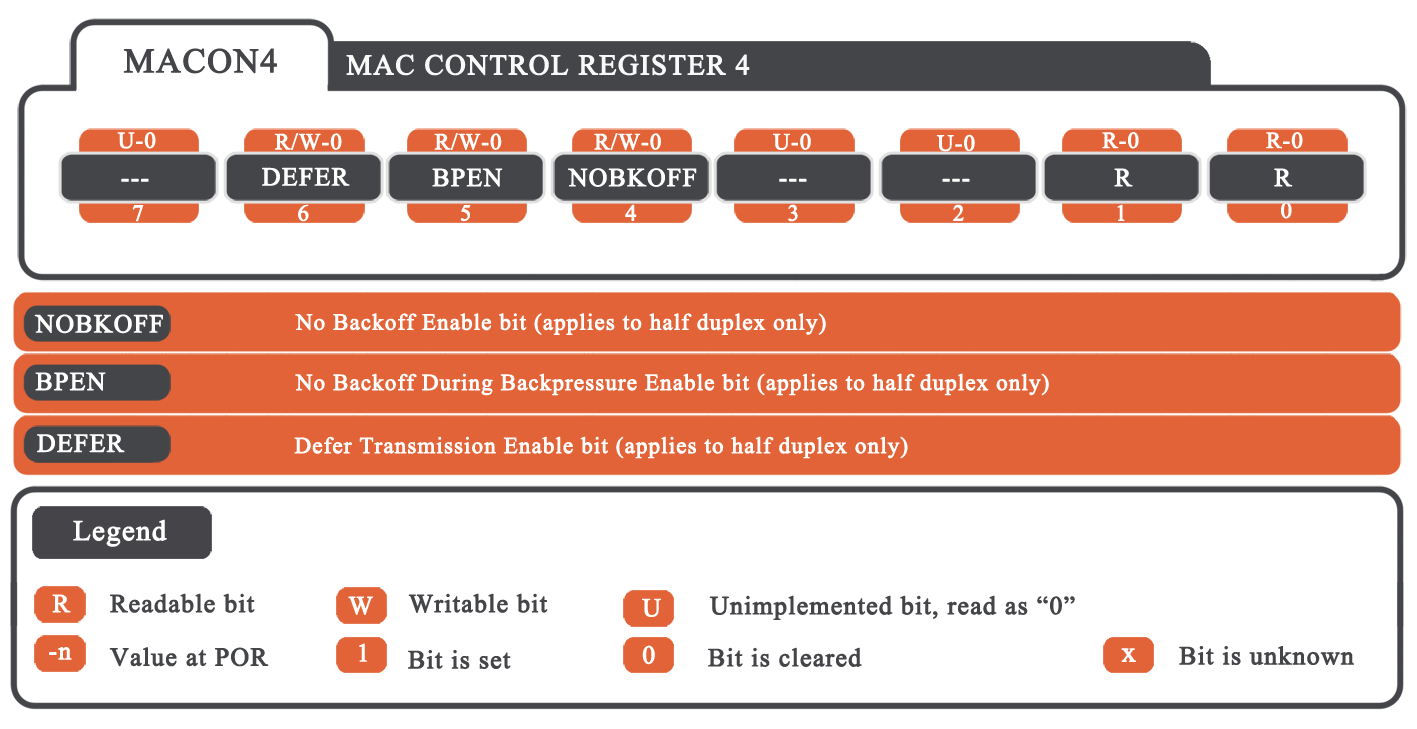 MACON4
MAC CONTROL REGISTER 4
U-0 R/W-0 R/W-0 R/W-0 U-0 U-0 R-0 R-0
--- DEFER BPEN NOBKOFF --- --- R R
7 6 5 4 3 2 1 0
NOBKOFF No Backoff Enable bit (applies to half duplex only)
BPEN No Backoff During Backpressure Enable bit (applies to half duplex only)
DEFER Defer Transmission Enable bit (applies to half duplex only)
Legend
R Readable bit W Writable bit U Unimplemented bit, read as “0”
-n Value at POR 1 Bit is set 0 Bit is cleared x Bit is unknown